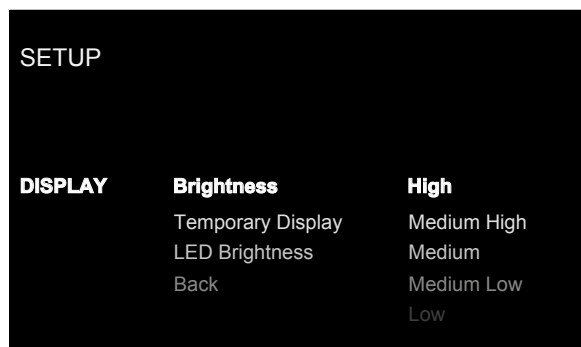 SETUP
DISPLAY Brightness High
Temporary Display Medium High
LED Brightness Medium
Back Medium Low
Low